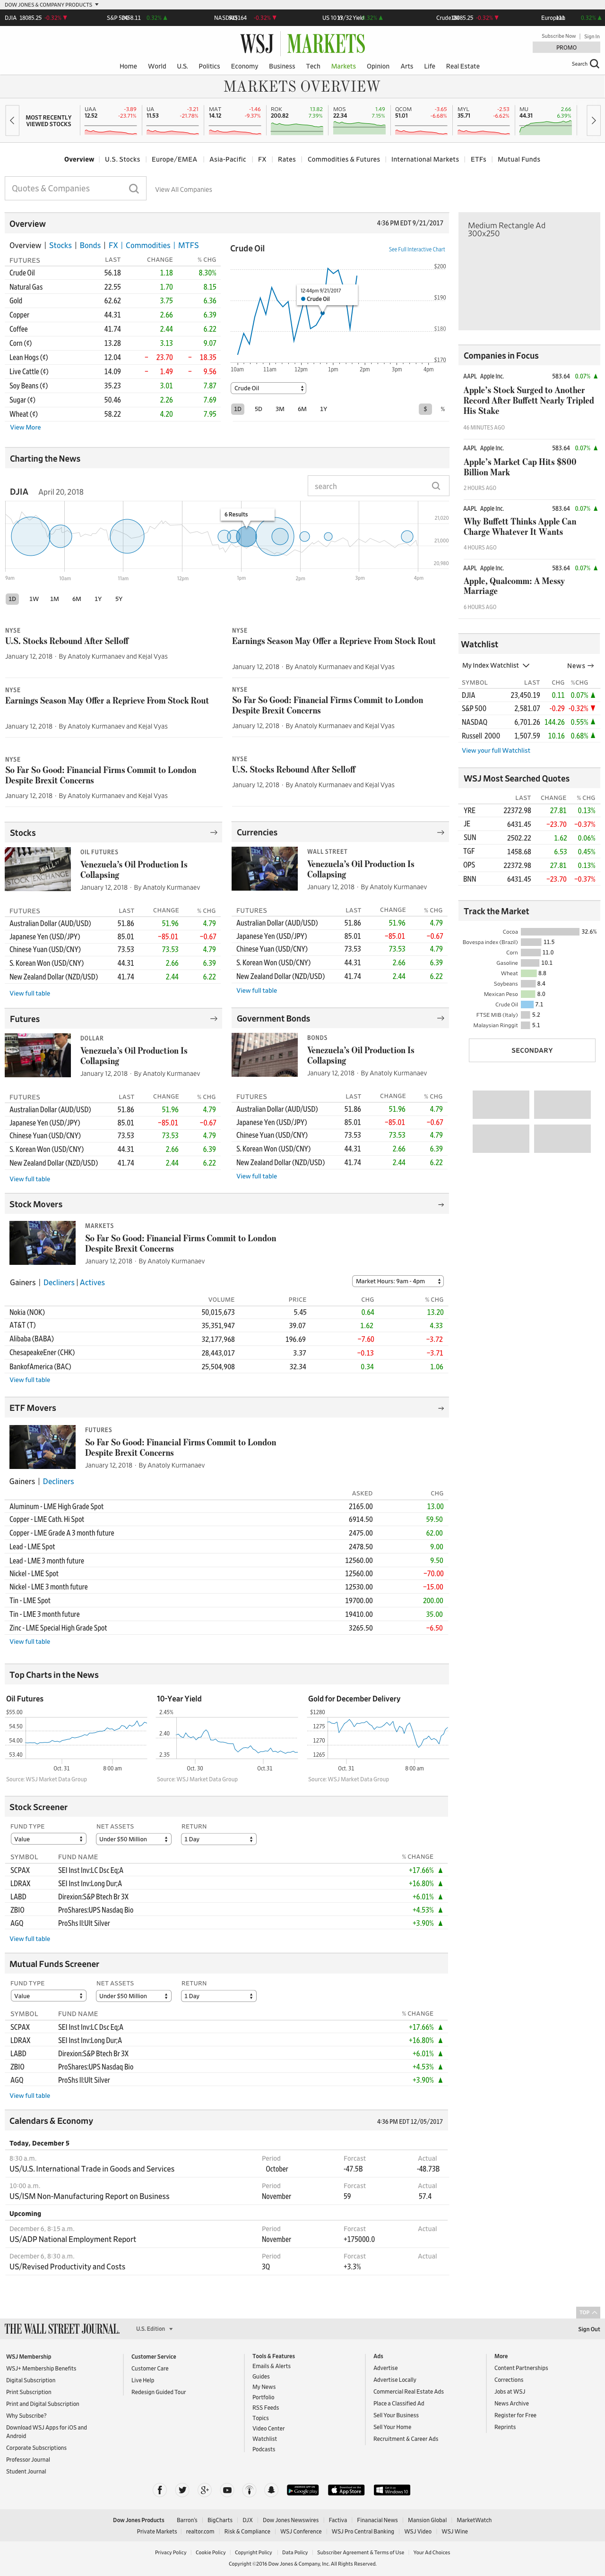 DOW JONES & COMPANY PRODUCTS
DJIA 18085.25 -0.32%
-0.32%
Subscribe Now | Sign In
PROMO
WSJ MARKETS
Home World U.S. Politics Economy Business Tech Markets Opinion Arts Life Real Estate
Search
MARKETS OVERVIEW
MOST RECENTLY VIEWED STOCKS
UAA -3.89 12.52 -23.71%
UA -3.21 11.53 -21.78%
MAT -1.46 14.12 -9.37%
ROK 13.82 200.82 7.39%
MOS 1.49 22.34 7.15%
QCOM -3.65 51.01 -6.68%
MYL -2.53 35.71 -6.62%
MU 2.66 44.31 6.39%
Overview U.S. Stocks Europe/EMEA Asia-Pacific FX Rates Commodities & Futures International Markets ETFs Mutual Funds
Quotes & Companies
View All Companies
Overview 4:36 PM EDT 9/21/2017
Overview | Stocks | Bonds | FX | Commodities | MTFS
FUTURES LAST CHANGE % CHG
Crude Oil 56.18 1.18 8.30%
Natural Gas 22.55 1.70 8.15
Gold 62.62 3.75 6.36
Copper 44.31 2.66 6.39
Coffee 41.74 2.44 6.22
Corn (¢) 13.28 3.13 9.07
Lean Hogs (¢) 12.04 – 23.70 – 18.35
Live Cattle (¢) 14.09 – 1.49 – 9.56
Soy Beans (¢) 35.23 3.01 7.87
Sugar (¢) 50.46 2.26 7.69
Wheat (¢) 58.22 4.20 7.95
View More
Crude Oil See Full Interactive Chart
$200
$190
$180
$170
12:44pm 9/21/2017
Crude Oil
10am 11am 12pm 1pm 2pm 3pm 4pm
Crude Oil
1D 5D 3M 6M 1Y $ %
Charting the News
DJIA April 20, 2018
search
6 Results
21,020
21,000
20,980
9am 10am 11am 12pm 1pm 2pm 3pm 4pm
1D 1W 1M 6M 1Y 5Y
NYSE
U.S. Stocks Rebound After Selloff
January 12, 2018 · By Anatoly Kurmanaev and Kejal Vyas
NYSE
Earnings Season May Offer a Reprieve From Stock Rout
January 12, 2018 · By Anatoly Kurmanaev and Kejal Vyas
NYSE
Earnings Season May Offer a Reprieve From Stock Rout
January 12, 2018 · By Anatoly Kurmanaev and Kejal Vyas
NYSE
So Far So Good: Financial Firms Commit to London
Despite Brexit Concerns
January 12, 2018 · By Anatoly Kurmanaev and Kejal Vyas
NYSE
So Far So Good: Financial Firms Commit to London
Despite Brexit Concerns
January 12, 2018 · By Anatoly Kurmanaev and Kejal Vyas
NYSE
U.S. Stocks Rebound After Selloff
January 12, 2018 · By Anatoly Kurmanaev and Kejal Vyas
Stocks
OIL FUTURES
Venezuela's Oil Production Is
Collapsing
January 12, 2018 · By Anatoly Kurmanaev
FUTURES LAST CHANGE % CHG
Australian Dollar (AUD/USD) 51.86 51.96 4.79
Japanese Yen (USD/JPY) 85.01 –85.01 –0.67
Chinese Yuan (USD/CNY) 73.53 73.53 4.79
S. Korean Won (USD/CNY) 44.31 2.66 6.39
New Zealand Dollar (NZD/USD) 41.74 2.44 6.22
View full table
Currencies
WALL STREET
Venezuela's Oil Production Is
Collapsing
January 12, 2018 · By Anatoly Kurmanaev
FUTURES LAST CHANGE % CHG
Australian Dollar (AUD/USD) 51.86 51.96 4.79
Japanese Yen (USD/JPY) 85.01 –85.01 –0.67
Chinese Yuan (USD/CNY) 73.53 73.53 4.79
S. Korean Won (USD/CNY) 44.31 2.66 6.39
New Zealand Dollar (NZD/USD) 41.74 2.44 6.22
View full table
Futures
DOLLAR
Venezuela's Oil Production Is
Collapsing
January 12, 2018 · By Anatoly Kurmanaev
FUTURES LAST CHANGE % CHG
Australian Dollar (AUD/USD) 51.86 51.96 4.79
Japanese Yen (USD/JPY) 85.01 –85.01 –0.67
Chinese Yuan (USD/CNY) 73.53 73.53 4.79
S. Korean Won (USD/CNY) 44.31 2.66 6.39
New Zealand Dollar (NZD/USD) 41.74 2.44 6.22
View full table
Government Bonds
BONDS
Venezuela's Oil Production Is
Collapsing
January 12, 2018 · By Anatoly Kurmanaev
FUTURES LAST CHANGE % CHG
Australian Dollar (AUD/USD) 51.86 51.96 4.79
Japanese Yen (USD/JPY) 85.01 –85.01 –0.67
Chinese Yuan (USD/CNY) 73.53 73.53 4.79
S. Korean Won (USD/CNY) 44.31 2.66 6.39
New Zealand Dollar (NZD/USD) 41.74 2.44 6.22
View full table
Stock Movers
MARKETS
So Far So Good: Financial Firms Commit to London
Despite Brexit Concerns
January 12, 2018 · By Anatoly Kurmanaev
Gainers | Decliners | Actives Market Hours: 9am - 4pm
VOLUME PRICE CHG % CHG
Nokia (NOK) 50,015,673 5.45 0.64 13.20
AT&T (T) 35,351,947 39.07 1.62 4.33
Alibaba (BABA) 32,177,968 196.69 –7.60 –3.72
ChesapeakeEner (CHK) 28,443,017 3.37 –0.13 –3.71
BankofAmerica (BAC) 25,504,908 32.34 0.34 1.06
View full table
ETF Movers
FUTURES
So Far So Good: Financial Firms Commit to London
Despite Brexit Concerns
January 12, 2018 · By Anatoly Kurmanaev
Gainers | Decliners
ASKED CHG
Aluminum - LME High Grade Spot 2165.00 13.00
Copper - LME Cath. Hi Spot 6914.50 59.50
Copper - LME Grade A 3 month future 2475.00 62.00
Lead - LME Spot 2478.50 9.00
Lead - LME 3 month future 12560.00 9.50
Nickel - LME Spot 12560.00 –70.00
Nickel - LME 3 month future 12530.00 –15.00
Tin - LME Spot 19700.00 200.00
Tin - LME 3 month future 19410.00 35.00
Zinc - LME Special High Grade Spot 3265.50 –6.50
View full table
Top Charts in the News
Oil Futures
$55.00
54.50
54.00
53.40
Oct. 31 8:00 am
Source: WSJ Market Data Group
10-Year Yield
2.45%
2.40
2.35
Oct. 30 Oct.31
Source: WSJ Market Data Group
Gold for December Delivery
$1280
1275
1270
1265
Oct. 31 8:00 am
Source: WSJ Market Data Group
Stock Screener
FUND TYPE NET ASSETS RETURN
Value Under $50 Million 1 Day
SYMBOL FUND NAME % CHANGE
SCPAX SEI Inst Inv:LC Dsc Eq;A +17.66%
LDRAX SEI Inst Inv:Long Dur;A +16.80%
LABD Direxion:S&P Btech Br 3X +6.01%
ZBIO ProShares:UPS Nasdaq Bio +4.53%
AGQ ProShs II:Ult Silver +3.90%
View full table
Mutual Funds Screener
FUND TYPE NET ASSETS RETURN
Value Under $50 Million 1 Day
SYMBOL FUND NAME % CHANGE
SCPAX SEI Inst Inv:LC Dsc Eq;A +17.66%
LDRAX SEI Inst Inv:Long Dur;A +16.80%
LABD Direxion:S&P Btech Br 3X +6.01%
ZBIO ProShares:UPS Nasdaq Bio +4.53%
AGQ ProShs II:Ult Silver +3.90%
View full table
Calendars & Economy 4:36 PM EDT 12/05/2017
Today, December 5
8:30 a.m. Period Forcast Actual
US/U.S. International Trade in Goods and Services October -47.5B -48.73B
10:00 a.m. Period Forcast Actual
US/ISM Non-Manufacturing Report on Business November 59 57.4
Upcoming
December 6, 8:15 a.m. Period Forcast Actual
US/ADP National Employment Report November +175000.0
December 6, 8:30 a.m. Period Forcast Actual
US/Revised Productivity and Costs 3Q +3.3%
Medium Rectangle Ad
300x250
Companies in Focus
AAPL Apple Inc. 583.64 0.07%
Apple's Stock Surged to Another
Record After Buffett Nearly Tripled
His Stake
46 MINUTES AGO
AAPL Apple Inc. 583.64 0.07%
Apple's Market Cap Hits $800
Billion Mark
2 HOURS AGO
AAPL Apple Inc. 583.64 0.07%
Why Buffett Thinks Apple Can
Charge Whatever It Wants
4 HOURS AGO
AAPL Apple Inc. 583.64 0.07%
Apple, Qualcomm: A Messy
Marriage
6 HOURS AGO
Watchlist
My Index Watchlist News
SYMBOL LAST CHG %CHG
DJIA 23,450.19 0.11 0.07%
S&P 500 2,581.07 -0.29 -0.32%
NASDAQ 6,701.26 144.26 0.55%
Russell 2000 1,507.59 10.16 0.68%
View your full Watchlist
WSJ Most Searched Quotes
LAST CHANGE % CHG
YRE 22372.98 27.81 0.13%
JE 6431.45 –23.70 –0.37%
SUN 2502.22 1.62 0.06%
TGF 1458.68 6.53 0.45%
OPS 22372.98 27.81 0.13%
BNN 6431.45 –23.70 –0.37%
Track the Market
Cocoa 32.6%
Bovespa index (Brazil) 11.5
Corn 11.0
Gasoline 10.1
Wheat 8.8
Soybeans 8.4
Mexican Peso 8.0
Crude Oil 7.1
FTSE MIB (Italy) 5.2
Malaysian Ringgit 5.1
SECONDARY
TOP
THE WALL STREET JOURNAL.
U.S. Edition
Sign Out
WSJ Membership
WSJ+ Membership Benefits
Digital Subscription
Print Subscription
Print and Digital Subscription
Why Subscribe?
Download WSJ Apps for iOS and
Android
Corporate Subscriptions
Professor Journal
Student Journal
Customer Service
Customer Care
Live Help
Redesign Guided Tour
Tools & Features
Emails & Alerts
Guides
My News
Portfolio
RSS Feeds
Topics
Video Center
Watchlist
Podcasts
Ads
Advertise
Advertise Locally
Commercial Real Estate Ads
Place a Classified Ad
Sell Your Business
Sell Your Home
Recruitment & Career Ads
More
Content Partnerships
Corrections
Jobs at WSJ
News Archive
Register for Free
Reprints
Google play App Store Windows 10
Dow Jones Products Barron's BigCharts DJX Dow Jones Newswires Factiva Finanacial News Mansion Global MarketWatch
Private Markets realtor.com Risk & Compliance WSJ Conference WSJ Pro Central Banking WSJ Video WSJ Wine
Privacy Policy Cookie Policy Copyright Policy Data Policy Subscriber Agreement & Terms of Use Your Ad Choices
Copyright ©2016 Dow Jones & Company, Inc. All Rights Reserved.